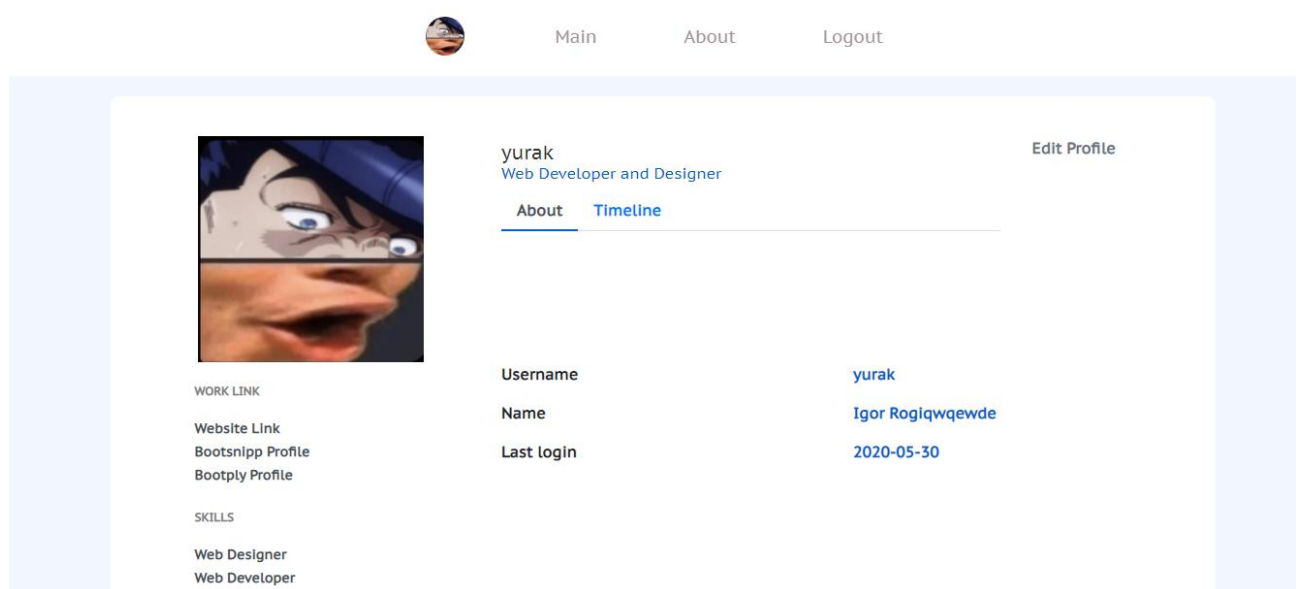 Main About Logout
yurak
Edit Profile
Web Developer and Designer
About Timeline
Username yurak
Name Igor Rogiqwqewde
Last login 2020-05-30
WORK LINK
Website Link
Bootsnipp Profile
Bootply Profile
SKILLS
Web Designer
Web Developer